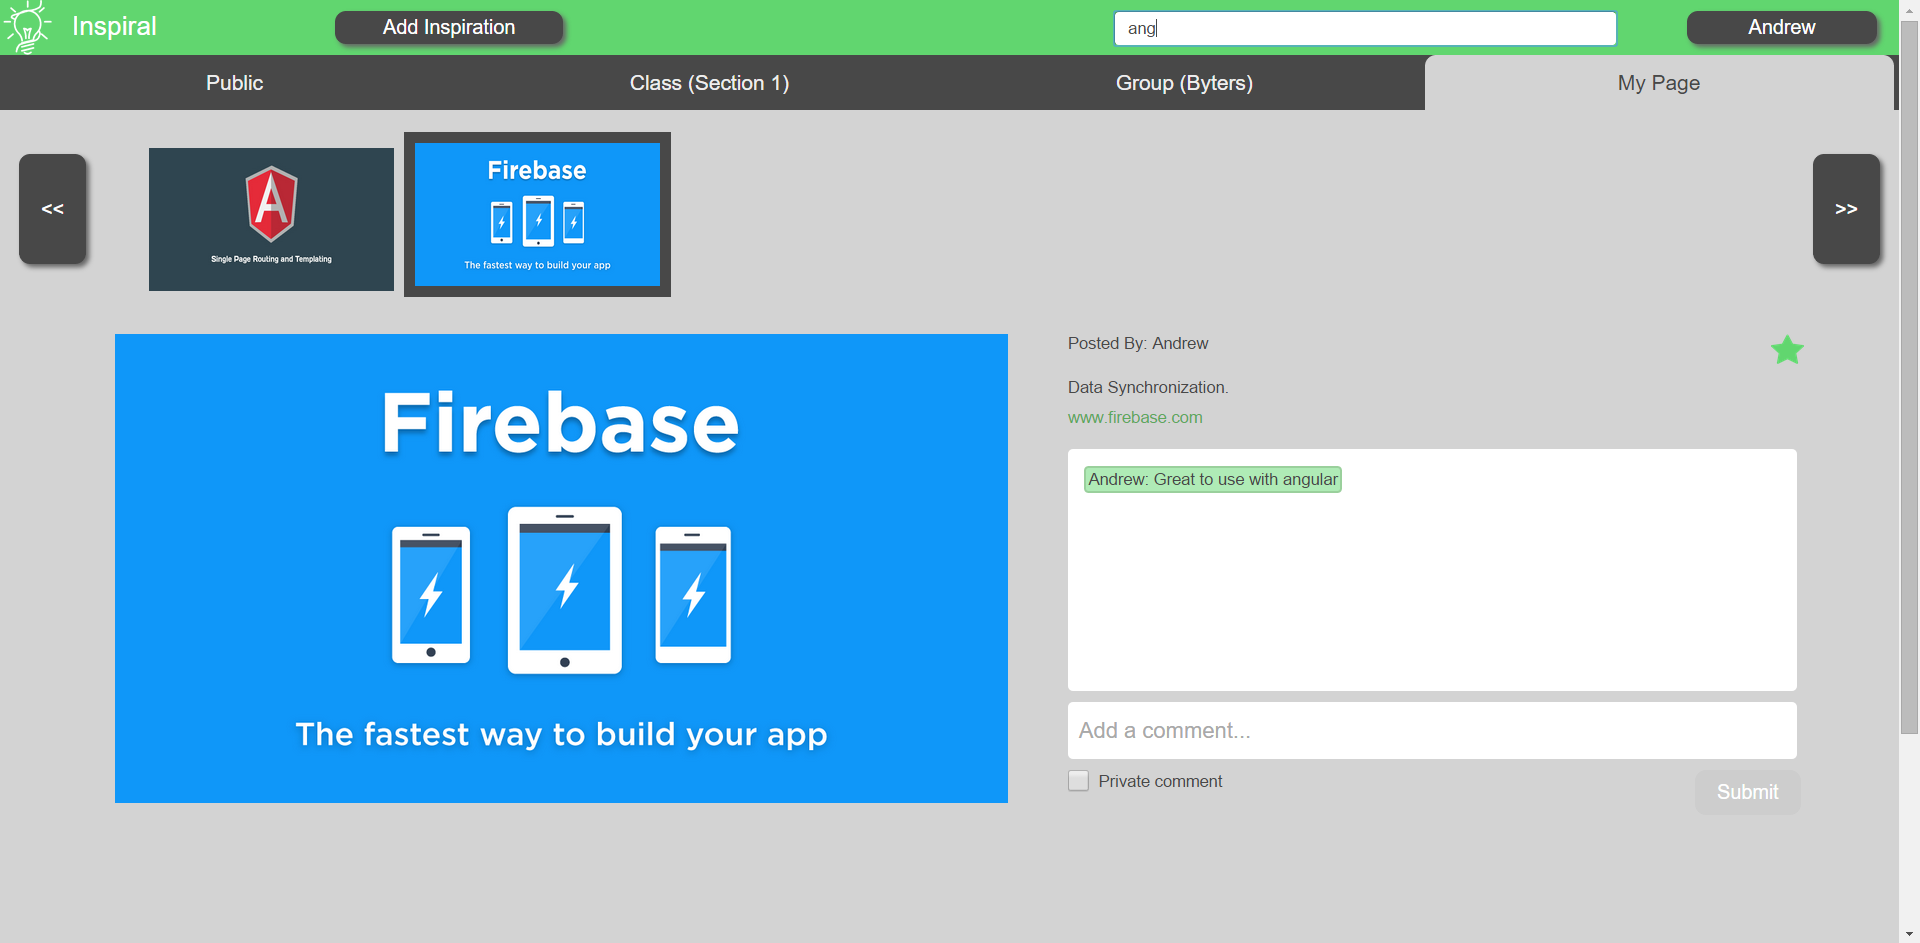 Inspiral
Add Inspiration
ang
Andrew
Public
Class (Section 1)
Group (Byters)
My Page
<<
Single Page Routing and Templating
Firebase
The fastest way to build your app
>>
Firebase
The fastest way to build your app
Posted By: Andrew
Data Synchronization.
www.firebase.com
Andrew: Great to use with angular
Add a comment...
Private comment
Submit